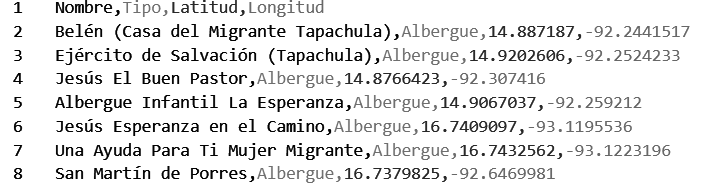 1 Nombre,Tipo,Latitud,Longitud
2 Belén (Casa del Migrante Tapachula),Albergue,14.887187,-92.2441517
3 Ejército de Salvación (Tapachula),Albergue,14.9202606,-92.2524233
4 Jesús El Buen Pastor,Albergue,14.8766423,-92.307416
5 Albergue Infantil La Esperanza,Albergue,14.9067037,-92.259212
6 Jesús Esperanza en el Camino,Albergue,16.7409097,-93.1195536
7 Una Ayuda Para Ti Mujer Migrante,Albergue,16.7432562,-93.1223196
8 San Martín de Porres,Albergue,16.7379825,-92.6469981